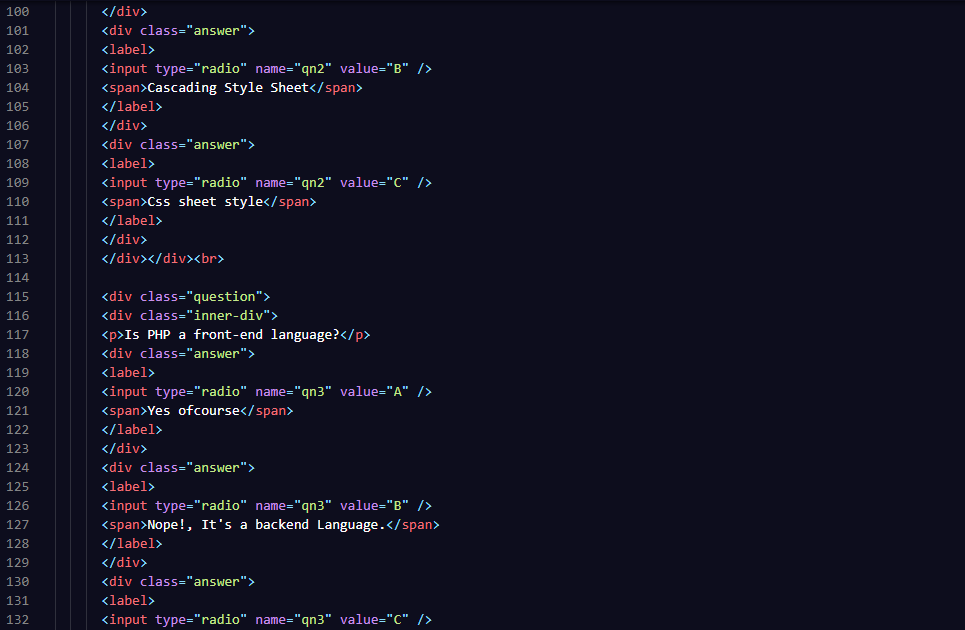 100 </div>
101 <div class="answer">
102 <label>
103 <input type="radio" name="qn2" value="B" />
104 <span>Cascading Style Sheet</span>
105 </label>
106 </div>
107 <div class="answer">
108 <label>
109 <input type="radio" name="qn2" value="C" />
110 <span>Css sheet style</span>
111 </label>
112 </div>
113 </div></div><br>
114
115 <div class="question">
116 <div class="inner-div">
117 <p>Is PHP a front-end language?</p>
118 <div class="answer">
119 <label>
120 <input type="radio" name="qn3" value="A" />
121 <span>Yes ofcourse</span>
122 </label>
123 </div>
124 <div class="answer">
125 <label>
126 <input type="radio" name="qn3" value="B" />
127 <span>Nope!, It's a backend Language.</span>
128 </label>
129 </div>
130 <div class="answer">
131 <label>
132 <input type="radio" name="qn3" value="C" />